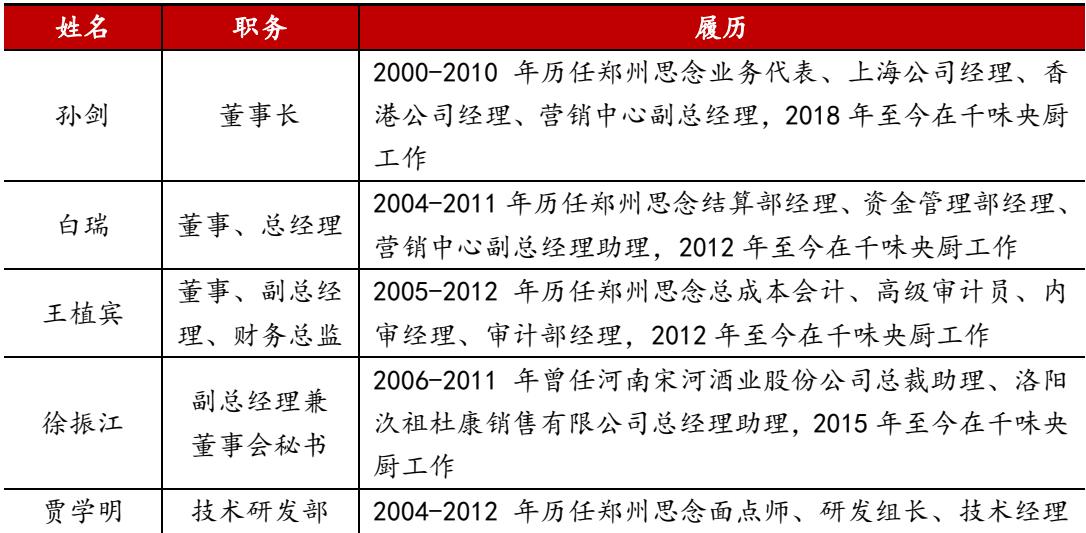 姓名 职务 履历
2000-2010 年历任郑州思念业务代表、上海公司经理、香
孙剑 董事长 港公司经理、营销中心副总经理，2018 年至今在千味央厨
工作
白瑞 董事、总经理 2004-2011 年历任郑州思念结算部经理、资金管理部经理、
营销中心副总经理助理，2012 年至今在千味央厨工作
王植宾 董事、副总经 2005-2012 年历任郑州思念总成本会计、高级审计员、内
理、财务总监 审经理、审计部经理，2012 年至今在千味央厨工作
2006-2011 年曾任河南宋河酒业股份公司总裁助理、洛阳
徐振江 副总经理兼 汣祖杜康销售有限公司总经理助理，2015 年至今在千味央
董事会秘书 厨工作
贾学明 技术研发部 2004-2012 年历任郑州思念面点师、研发组长、技术经理